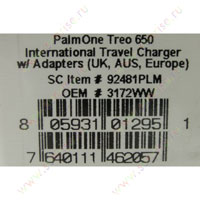 PalmOne Treo 650
International Travel Charger
w/ Adapters (UK, AUS, Europe)
SC Item # 92481PLM
OEM # 3172WW
8 05931 01295 1
7 640111 462057